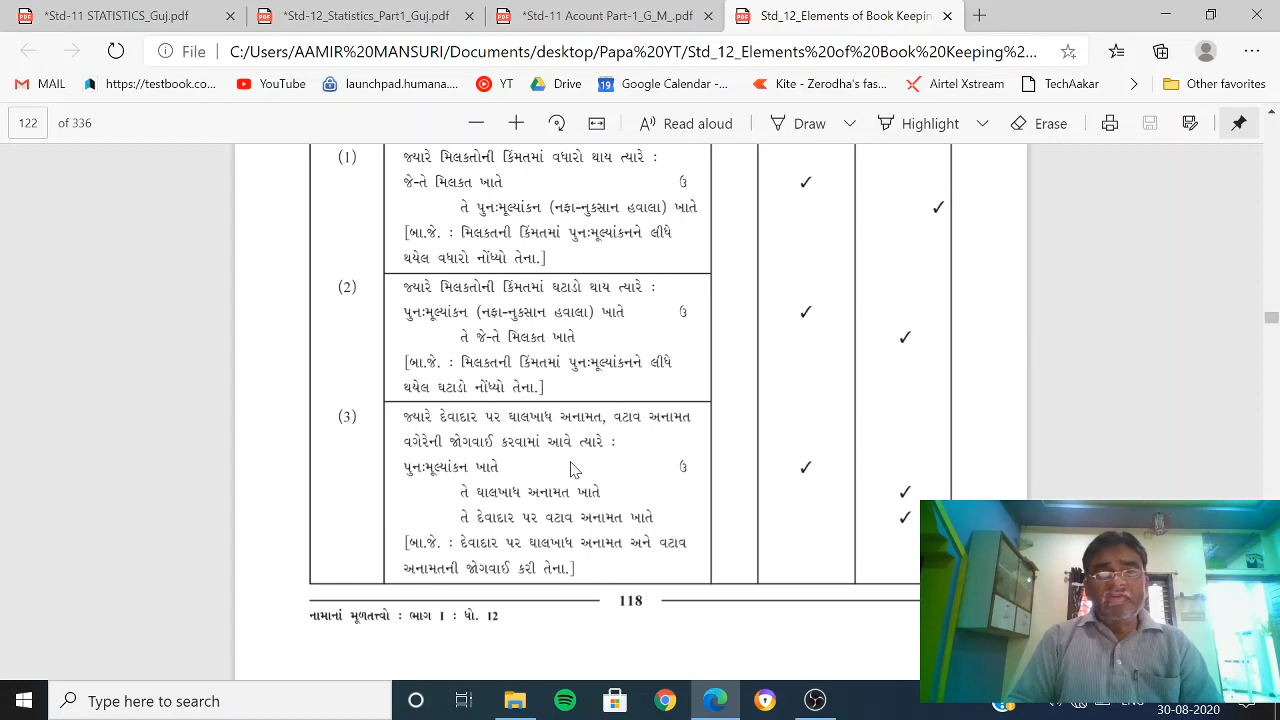 *STATISTICS_Guj.pdf
*Std-12_Statistics_Part1_Guj.pdf
*Std-11 Acount Part-1_G_M_.pdf
Std_12_Elements of Book Keepin
File
C:/Users/AAMIR%20MANSURI/Documents/desktop/Papa%20YT/Std_12_Elements%20of%20Book%20Keeping%2...
MAIL
https://testbook.co...
YouTube
launchpad.humana....
YT
Drive
Google Calendar -...
Kite - Zerodha's fas...
Airtel Xstream
TechAakar
Other favorites
122 of 336
Read aloud
Draw
Highlight
Erase
(1) જ્યારે મિલકતોની કિંમતમાં વધારો થાય ત્યારે :
જે-તે મિલકત ખાતે ઉ ✓
તે પુનઃમૂલ્યાંકન (નફા-નુકસાન હવાલા) ખાતે ✓
[બા.જે. : મિલકતની કિંમતમાં પુનઃમૂલ્યાંકનને લીધે
થયેલ વધારો નોંધ્યો તેના.]
(2) જ્યારે મિલકતોની કિંમતમાં ઘટાડો થાય ત્યારે :
પુનઃમૂલ્યાંકન (નફા-નુકસાન હવાલા) ખાતે ઉ ✓
તે જે-તે મિલકત ખાતે ✓
[બા.જે. : મિલકતની કિંમતમાં પુનઃમૂલ્યાંકનને લીધે
થયેલ ઘટાડો નોંધ્યો તેના.]
(3) જ્યારે દેવાદાર પર ઘાલખાધ અનામત, વટાવ અનામત
વગેરેની જોગવાઈ કરવામાં આવે ત્યારે :
પુનઃમૂલ્યાંકન ખાતે ઉ ✓
તે ઘાલખાધ અનામત ખાતે ✓
તે દેવાદાર પર વટાવ અનામત ખાતે ✓
[બા.જે. : દેવાદાર પર ઘાલખાધ અનામત અને વટાવ
અનામતની જોગવાઈ કરી તેના.]
118
નામાનાં મૂળતત્ત્વો : ભાગ I : ધો. 12
Type here to search
30-08-2020